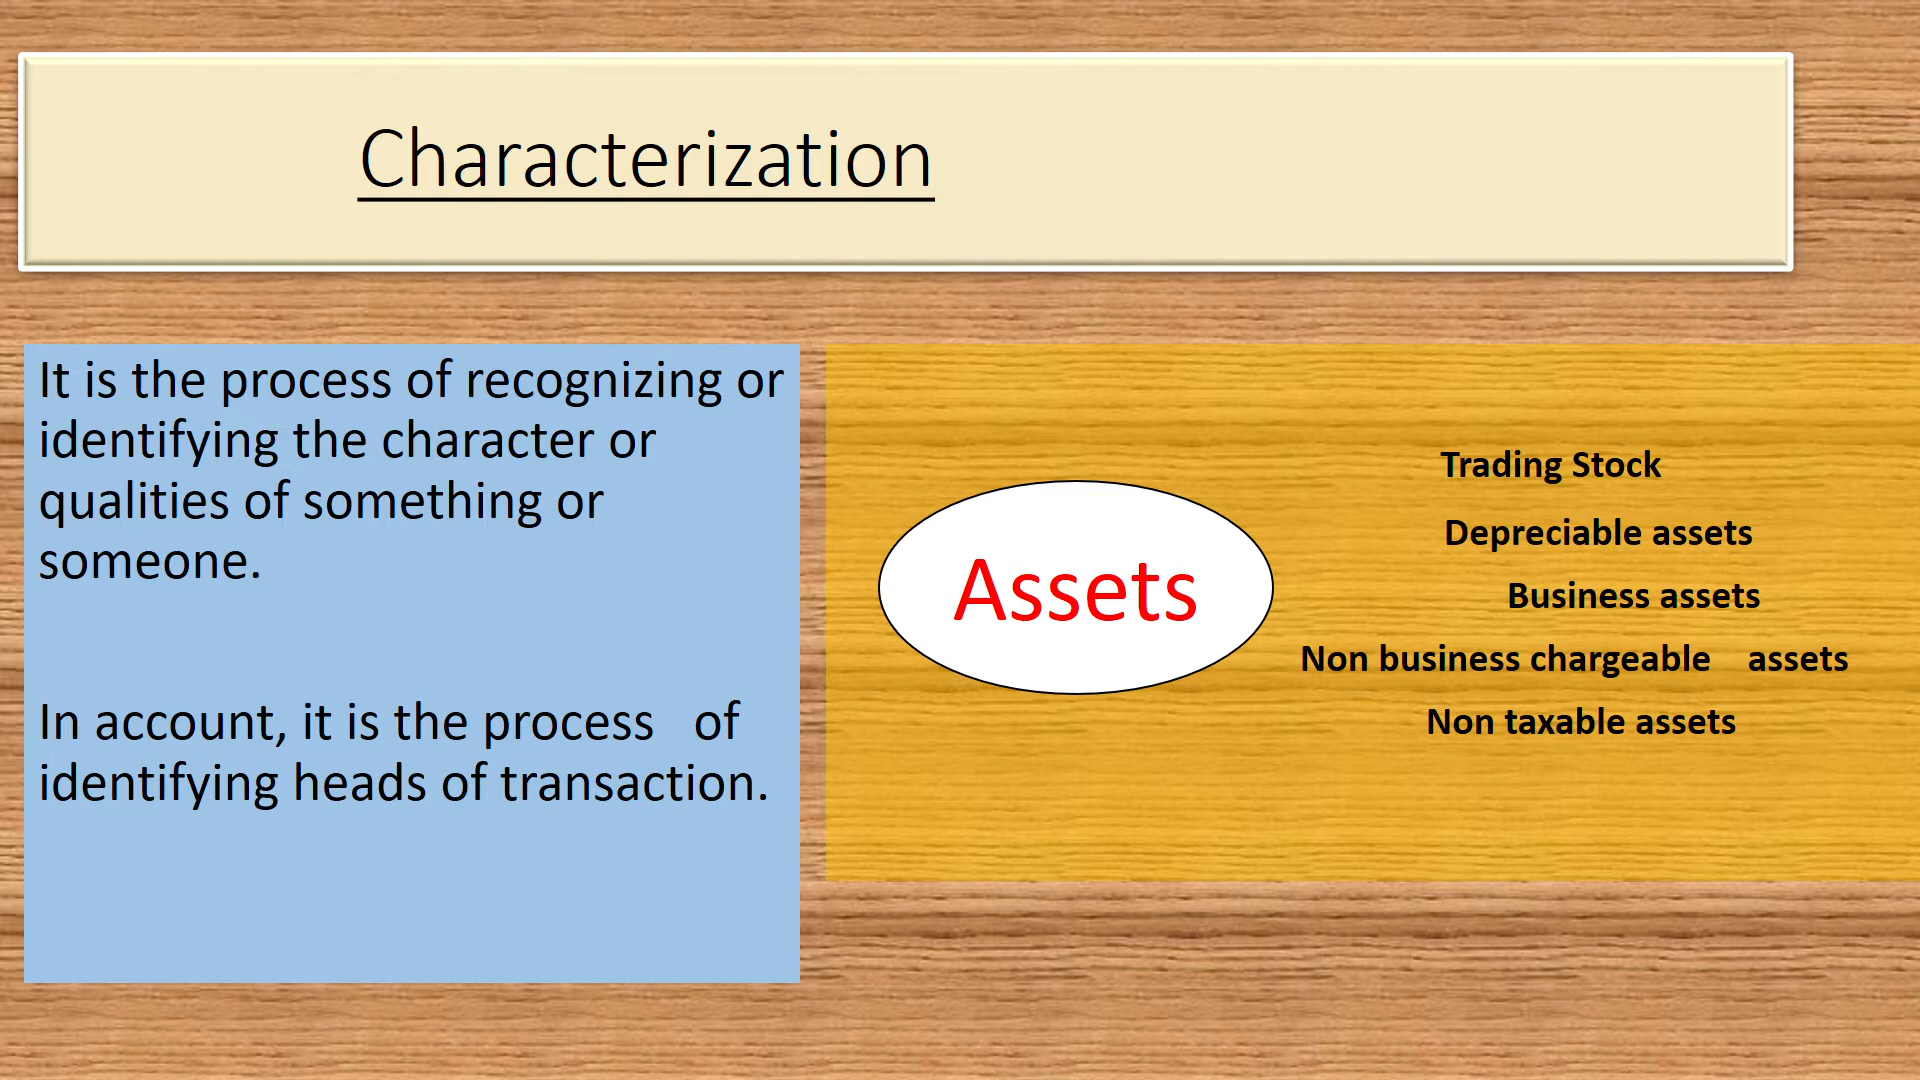 Characterization
It is the process of recognizing or
identifying the character or
qualities of something or
someone.
In account, it is the process of
identifying heads of transaction.
Assets
Trading Stock
Depreciable assets
Business assets
Non business chargeable assets
Non taxable assets